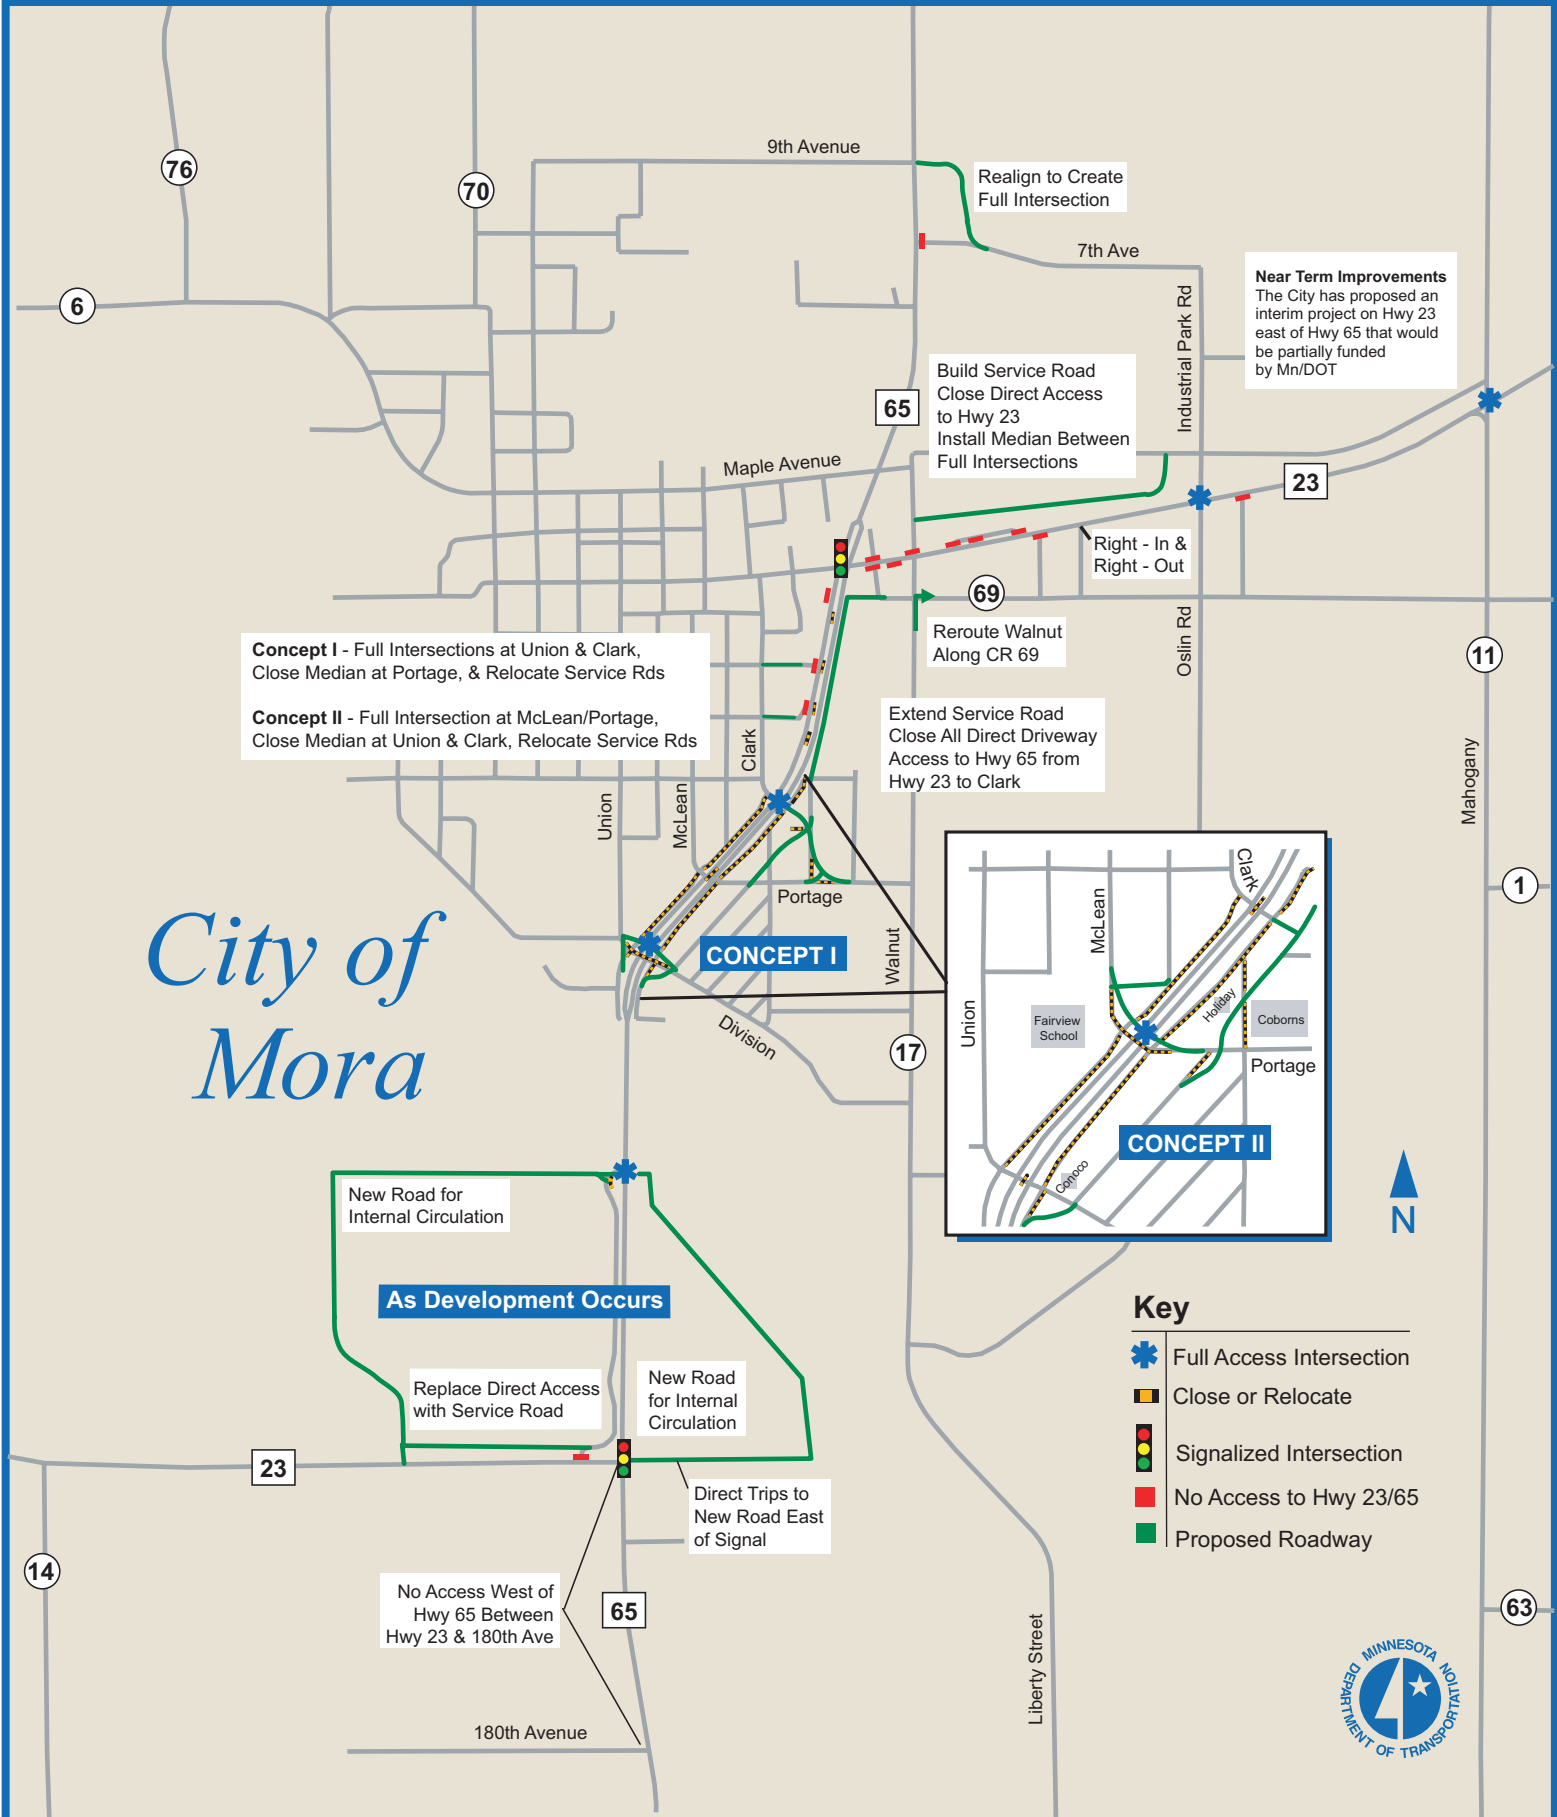 9th Avenue
76
70
Realign to Create
Full Intersection
7th Ave
6
Near Term Improvements
The City has proposed an
interim project on Hwy 23
east of Hwy 65 that would
be partially funded
by Mn/DOT
Industrial Park Rd
65
Build Service Road
Close Direct Access
to Hwy 23
Install Median Between
Full Intersections
Maple Avenue
23
Right - In &
Right - Out
69
Reroute Walnut
Along CR 69
Oslin Rd
11
Concept I - Full Intersections at Union & Clark,
Close Median at Portage, & Relocate Service Rds
Concept II - Full Intersection at McLean/Portage,
Close Median at Union & Clark, Relocate Service Rds
Extend Service Road
Close All Direct Driveway
Access to Hwy 65 from
Hwy 23 to Clark
Clark
Union
McLean
Mahogany
Portage
1
City of
Mora
CONCEPT I
Walnut
Division
17
Clark
McLean
Union
Fairview
School
Holiday
Coborns
Portage
CONCEPT II
Conoco
N
New Road for
Internal Circulation
As Development Occurs
Replace Direct Access
with Service Road
New Road
for Internal
Circulation
23
Direct Trips to
New Road East
of Signal
14
No Access West of
Hwy 65 Between
Hwy 23 & 180th Ave
65
180th Avenue
Liberty Street
Key
Full Access Intersection
Close or Relocate
Signalized Intersection
No Access to Hwy 23/65
Proposed Roadway
63
MINNESOTA
DEPARTMENT OF TRANSPORTATION